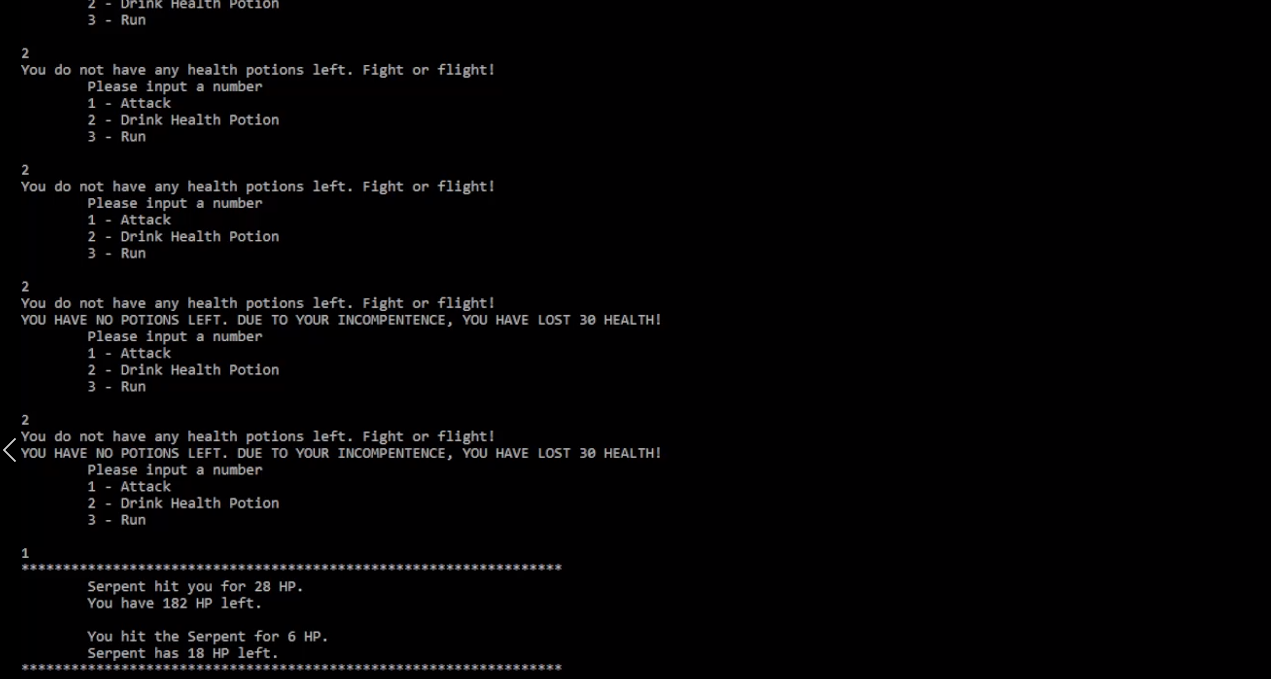 2 - Drink Health Potion
3 - Run
2
You do not have any health potions left. Fight or flight!
Please input a number
1 - Attack
2 - Drink Health Potion
3 - Run
2
You do not have any health potions left. Fight or flight!
Please input a number
1 - Attack
2 - Drink Health Potion
3 - Run
2
You do not have any health potions left. Fight or flight!
YOU HAVE NO POTIONS LEFT. DUE TO YOUR INCOMPENTENCE, YOU HAVE LOST 30 HEALTH!
Please input a number
1 - Attack
2 - Drink Health Potion
3 - Run
2
You do not have any health potions left. Fight or flight!
YOU HAVE NO POTIONS LEFT. DUE TO YOUR INCOMPENTENCE, YOU HAVE LOST 30 HEALTH!
Please input a number
1 - Attack
2 - Drink Health Potion
3 - Run
1
*****************************************************************
Serpent hit you for 28 HP.
You have 182 HP left.
You hit the Serpent for 6 HP.
Serpent has 18 HP left.
*****************************************************************